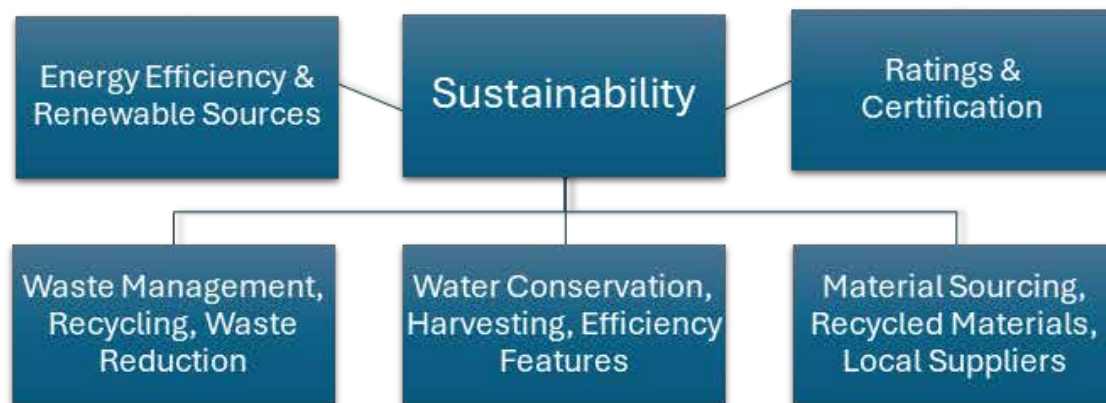 Energy Efficiency &
Renewable Sources
Sustainability
Ratings &
Certification
Waste Management,
Recycling, Waste
Reduction
Water Conservation,
Harvesting, Efficiency
Features
Material Sourcing,
Recycled Materials,
Local Suppliers